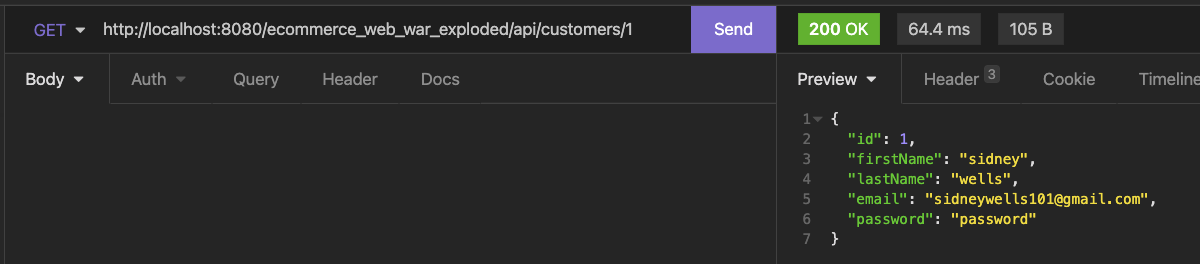 GET http://localhost:8080/ecommerce_web_war_exploded/api/customers/1 Send 200 OK 64.4 ms 105 B
Body Auth Query Header Docs Preview Header 3 Cookie Timeline
1 {
2 "id": 1,
3 "firstName": "sidney",
4 "lastName": "wells",
5 "email": "sidneywells101@gmail.com",
6 "password": "password"
7 }